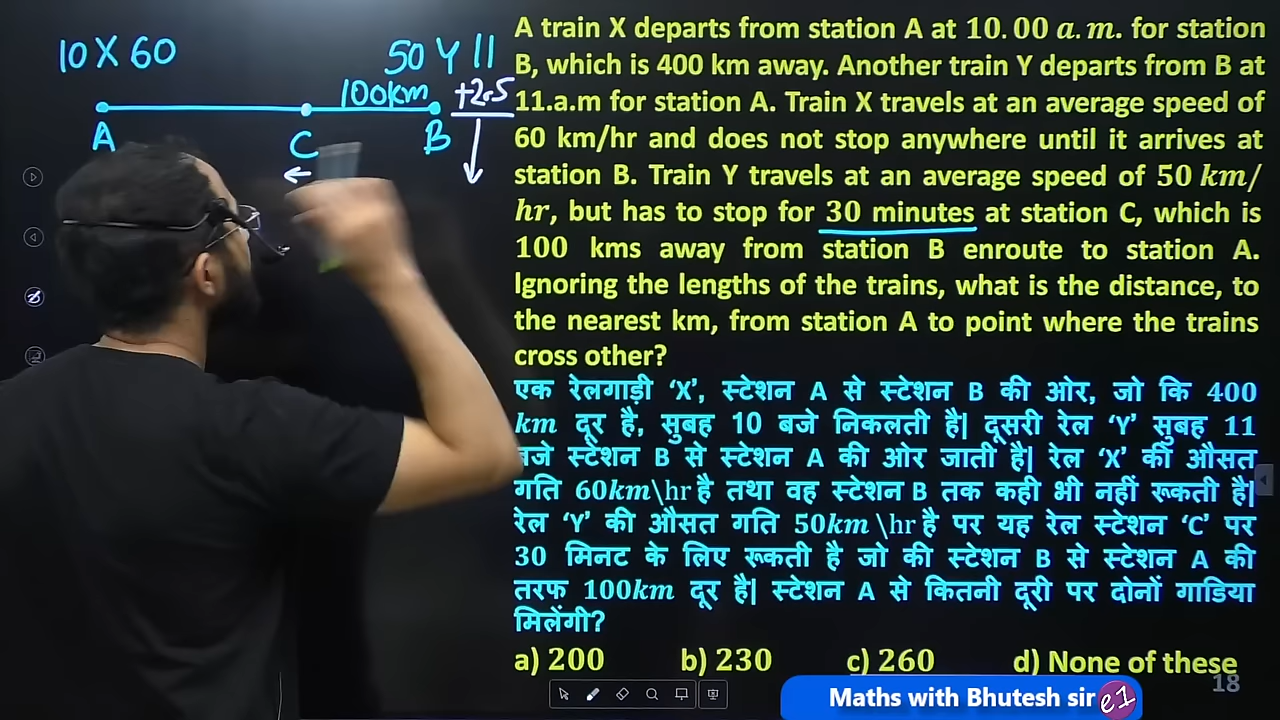 10 X 60
50 Y 11
100km
+2.5
A
C
B
A train X departs from station A at 10.00 a.m. for station
B, which is 400 km away. Another train Y departs from B at
11.a.m for station A. Train X travels at an average speed of
60 km/hr and does not stop anywhere until it arrives at
station B. Train Y travels at an average speed of 50 km/
hr, but has to stop for 30 minutes at station C, which is
100 kms away from station B enroute to station A.
Ignoring the lengths of the trains, what is the distance, to
the nearest km, from station A to point where the trains
cross other?
एक रेलगाड़ी ‘X’, स्टेशन A से स्टेशन B की ओर, जो कि 400
km दूर है, सुबह 10 बजे निकलती है| दूसरी रेल ‘Y’ सुबह 11
बजे स्टेशन B से स्टेशन A की ओर जाती है| रेल ‘X’ की औसत
गति 60km\hr है तथा वह स्टेशन B तक कही भी नहीं रूकती है|
रेल ‘Y’ की औसत गति 50km \hr है पर यह रेल स्टेशन ‘C’ पर
30 मिनट के लिए रूकती है जो की स्टेशन B से स्टेशन A की
तरफ 100km दूर है| स्टेशन A से कितनी दूरी पर दोनों गाडिया
मिलेंगी?
a) 200 b) 230 c) 260 d) None of these
18
Maths with Bhutesh sir e1